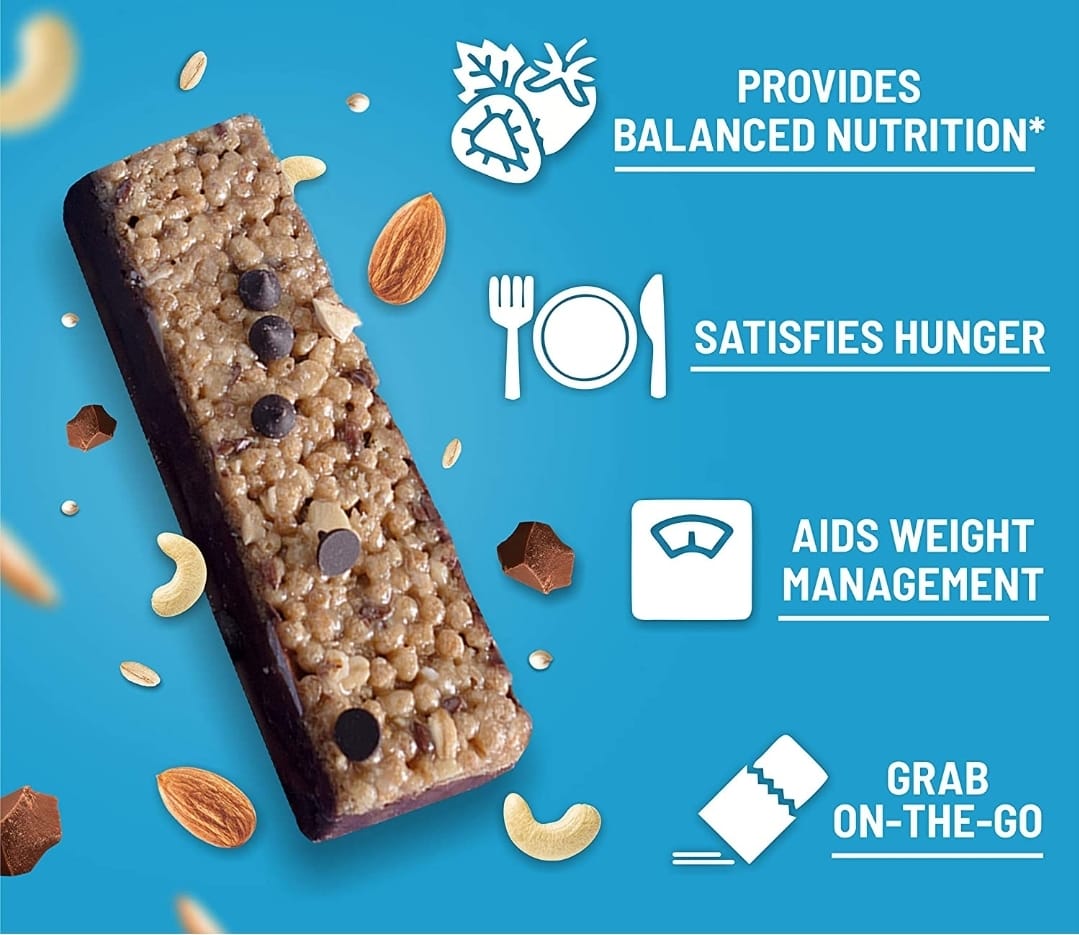 PROVIDES
BALANCED NUTRITION*
SATISFIES HUNGER
AIDS WEIGHT
MANAGEMENT
GRAB
ON-THE-GO